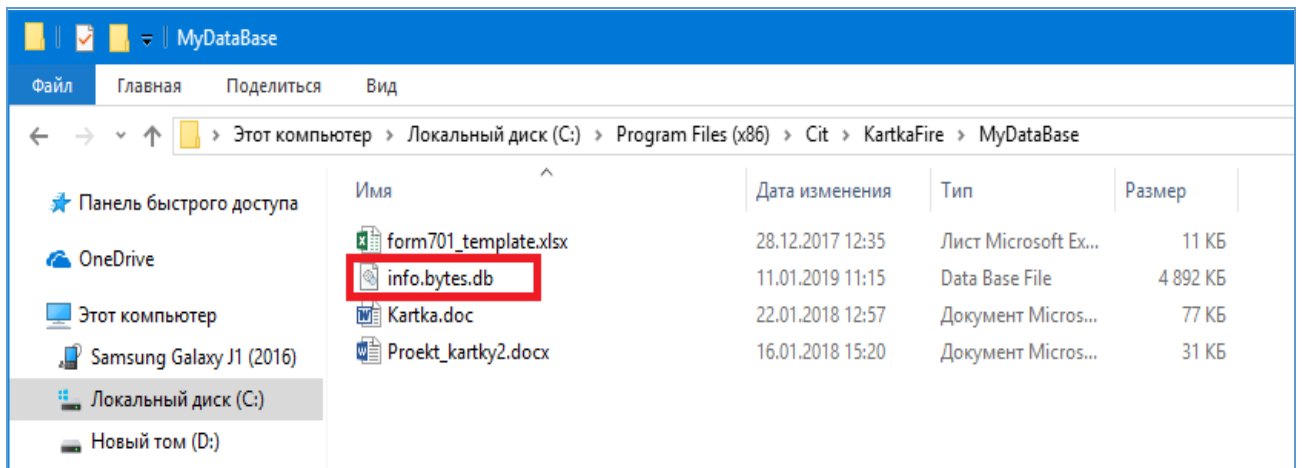 MyDataBase
Файл Главная Поделиться Вид
Этот компьютер > Локальный диск (C:) > Program Files (x86) > Cit > KartkaFire > MyDataBase
Панель быстрого доступа
OneDrive
Этот компьютер
Samsung Galaxy J1 (2016)
Локальный диск (C:)
Новый том (D:)
Имя Дата изменения Тип Размер
form701_template.xlsx 28.12.2017 12:35 Лист Microsoft Ex... 11 КБ
info.bytes.db 11.01.2019 11:15 Data Base File 4 892 КБ
Kartka.doc 22.01.2018 12:57 Документ Micros... 77 КБ
Proekt_kartky2.docx 16.01.2018 15:20 Документ Micros... 31 КБ